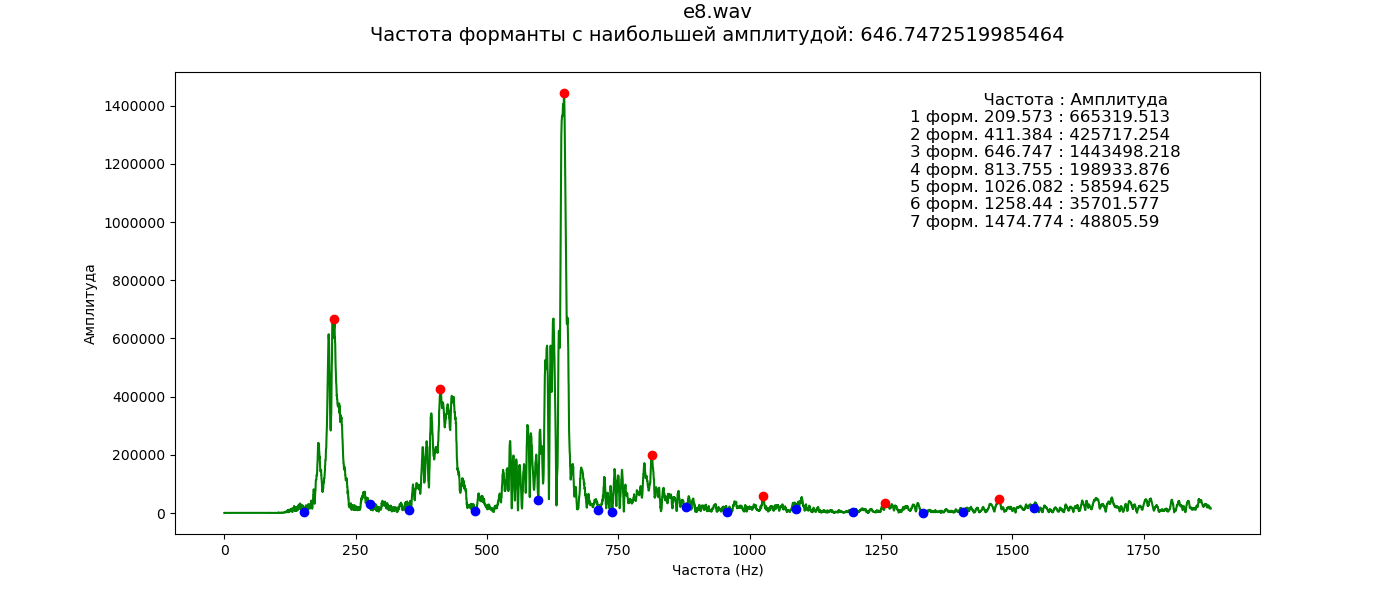 e8.wav
Частота форманты с наибольшей амплитудой: 646.7472519985464
Частота : Амплитуда
1 форм. 209.573 : 665319.513
2 форм. 411.384 : 425717.254
3 форм. 646.747 : 1443498.218
4 форм. 813.755 : 198933.876
5 форм. 1026.082 : 58594.625
6 форм. 1258.44 : 35701.577
7 форм. 1474.774 : 48805.59
Амплитуда
1400000
1200000
1000000
800000
600000
400000
200000
0
0 250 500 750 1000 1250 1500 1750
Частота (Hz)